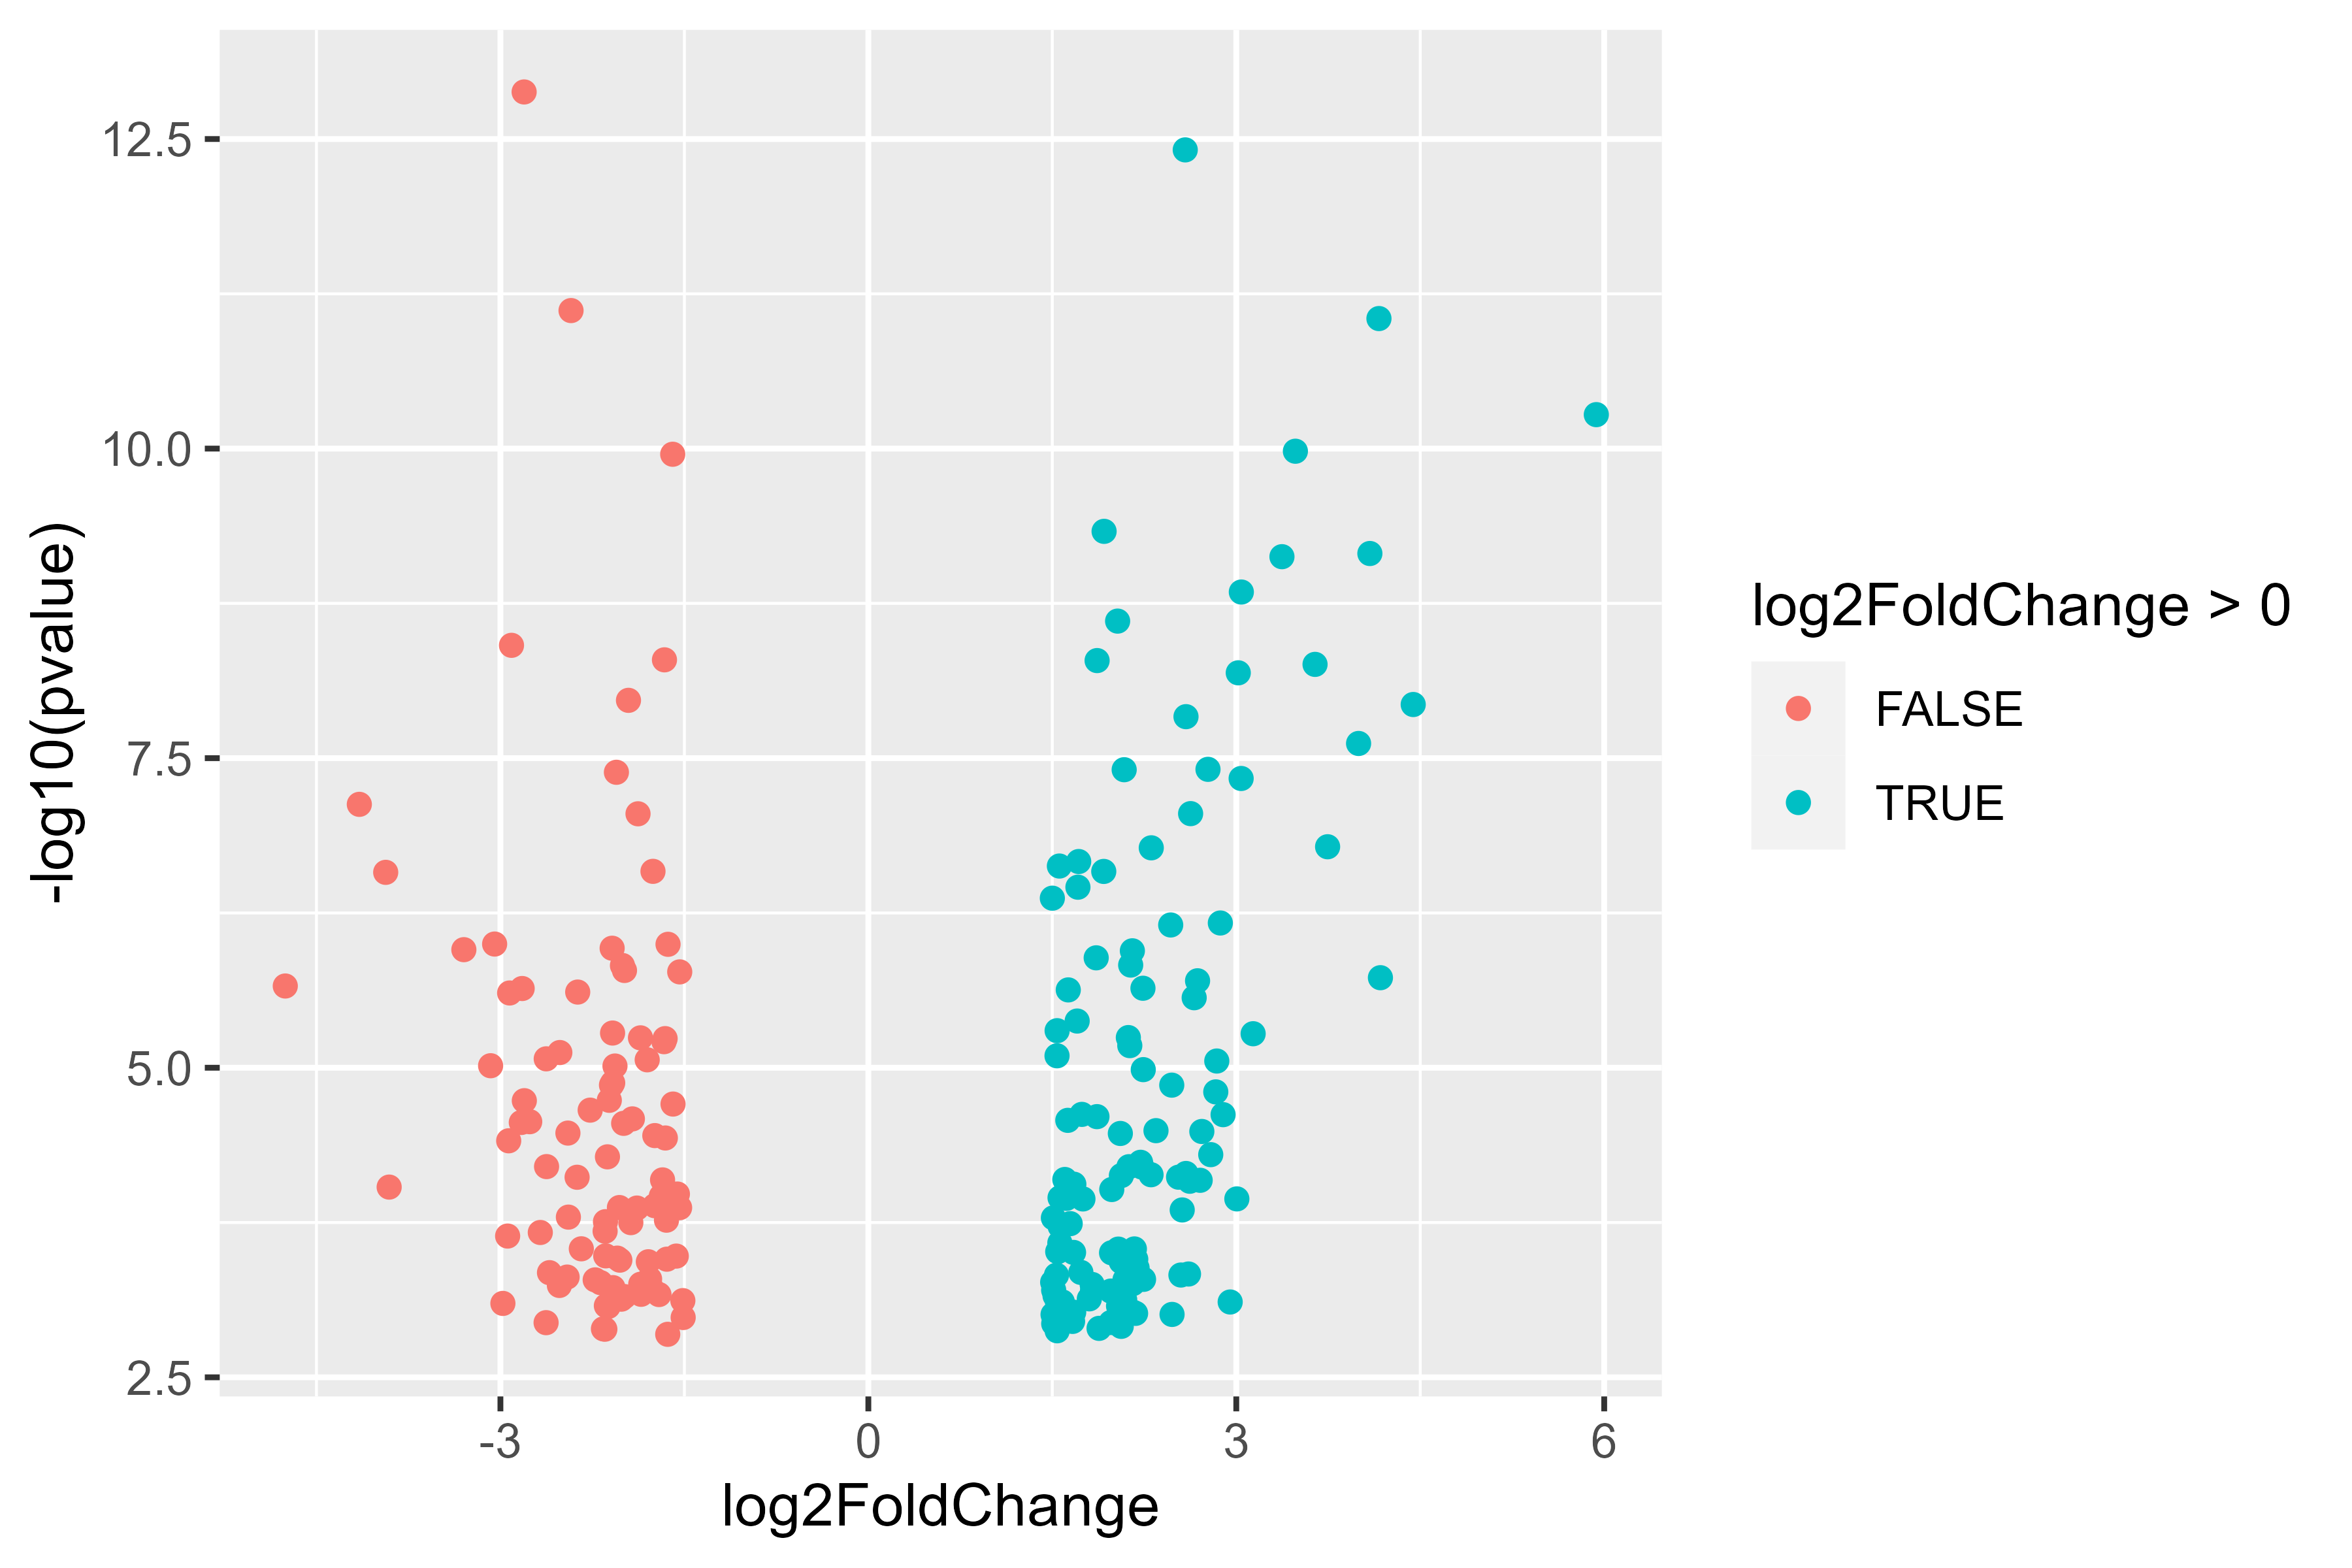 12.5
10.0
7.5
5.0
2.5
-log10(pvalue)
-3
0
3
6
log2FoldChange
log2FoldChange > 0
FALSE
TRUE